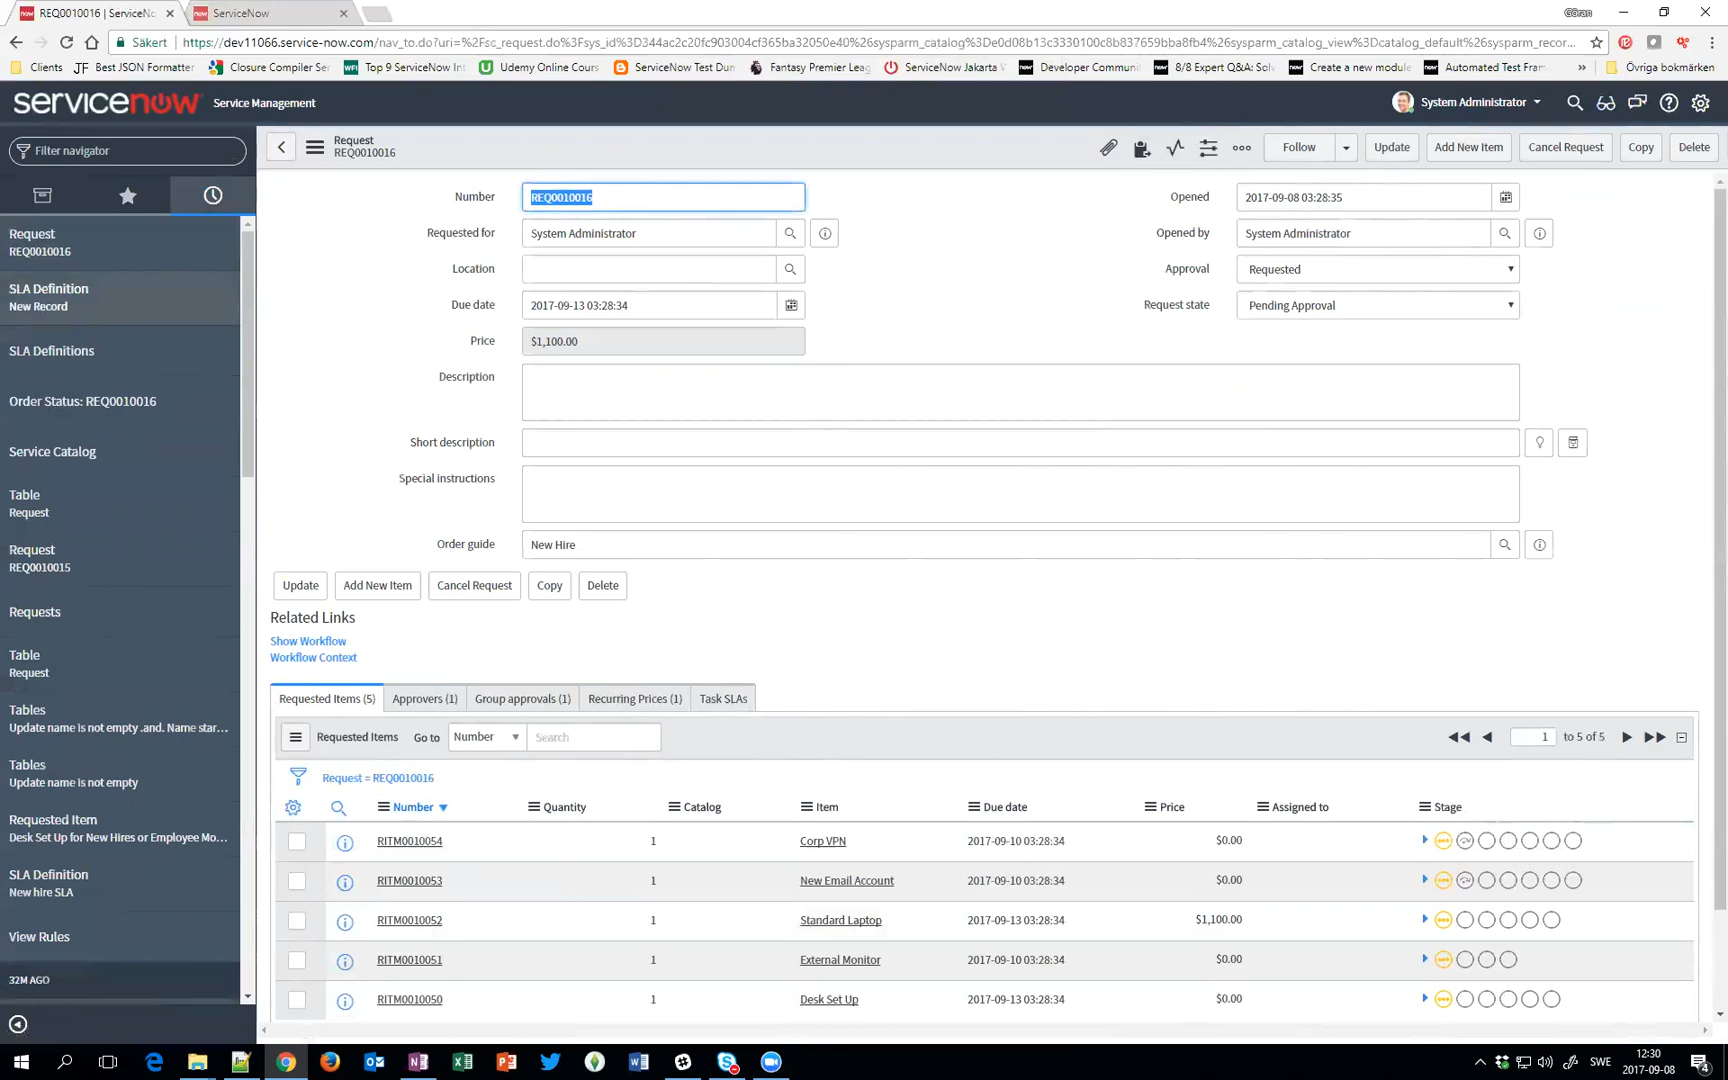 REQ0010016 | ServiceNo
ServiceNow
Göran
Säkert
https://dev11066.service-now.com/nav_to.do?uri=%2Fsc_request.do%3Fsys_id%3D344ac2c20fc903004cf365ba32050e40%26sysparm_catalog%3De0d08b13c3330100c8b837659bba8fb4%26sysparm_catalog_view%3Dcatalog_default%26sysparm_recor...
Clients
Best JSON Formatter
Closure Compiler Ser
Top 9 ServiceNow Int
Udemy Online Cours
ServiceNow Test Dum
Fantasy Premier Leag
ServiceNow Jakarta V
Developer Communi
8/8 Expert Q&A: Solv
Create a new module
Automated Test Fram
»
Övriga bokmärken
servicenow
Service Management
System Administrator
Filter navigator
Request
REQ0010016
Follow
Update
Add New Item
Cancel Request
Copy
Delete
Request
REQ0010016
SLA Definition
New Record
SLA Definitions
Order Status: REQ0010016
Service Catalog
Table
Request
Request
REQ0010015
Requests
Table
Request
Tables
Update name is not empty .and. Name star...
Tables
Update name is not empty
Requested Item
Desk Set Up for New Hires or Employee Mo...
SLA Definition
New hire SLA
View Rules
32M AGO
Number REQ0010016
Opened 2017-09-08 03:28:35
Requested for System Administrator
Opened by System Administrator
Location
Approval Requested
Due date 2017-09-13 03:28:34
Request state Pending Approval
Price $1,100.00
Description
Short description
Special instructions
Order guide New Hire
Update Add New Item Cancel Request Copy Delete
Related Links
Show Workflow
Workflow Context
Requested Items (5) Approvers (1) Group approvals (1) Recurring Prices (1) Task SLAs
Requested Items Go to Number Search 1 to 5 of 5
Request = REQ0010016
Number Quantity Catalog Item Due date Price Assigned to Stage
RITM0010054 1 Corp VPN 2017-09-10 03:28:34 $0.00
RITM0010053 1 New Email Account 2017-09-10 03:28:34 $0.00
RITM0010052 1 Standard Laptop 2017-09-13 03:28:34 $1,100.00
RITM0010051 1 External Monitor 2017-09-10 03:28:34 $0.00
RITM0010050 1 Desk Set Up 2017-09-13 03:28:34 $0.00
SWE
12:30
2017-09-08
4